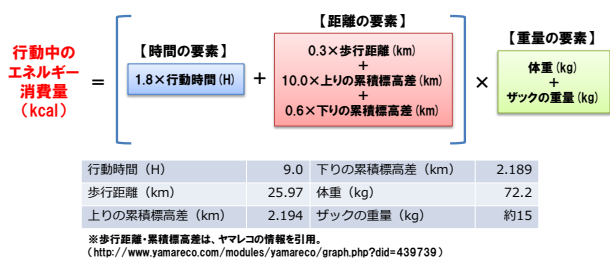 行動中の
エネルギー
消費量
(kcal)
=
【時間の要素】
1.8×行動時間(H)
+
【距離の要素】
0.3×歩行距離(km)
+
10.0×上りの累積標高差(km)
+
0.6×下りの累積標高差(km)
×
【重量の要素】
体重(kg)
+
ザックの重量(kg)
行動時間(H) 9.0 下りの累積標高差(km) 2.189
歩行距離(km) 25.97 体重(kg) 72.2
上りの累積標高差(km) 2.194 ザックの重量(kg) 約15
※歩行距離・累積標高差は、ヤマレコの情報を引用。
(http://www.yamareco.com/modules/yamareco/graph.php?did=439739)